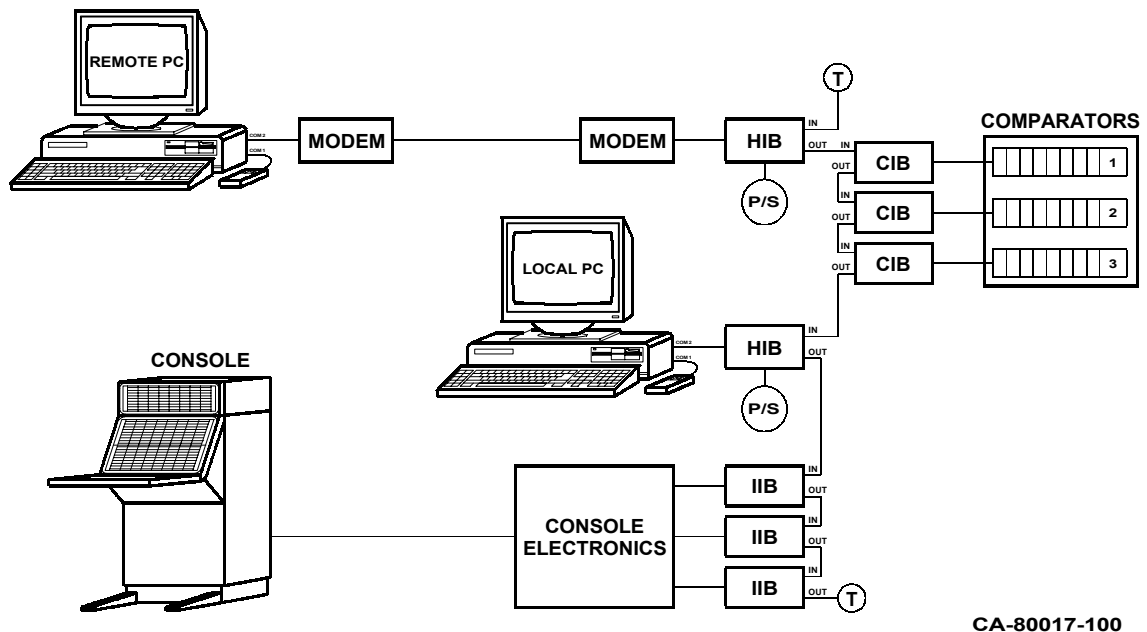 REMOTE PC
COM 2
COM 1
MODEM
MODEM
HIB
IN
OUT
T
P/S
COMPARATORS
IN
OUT
CIB
1
IN
OUT
CIB
2
IN
OUT
CIB
3
LOCAL PC
COM 2
COM 1
HIB
IN
OUT
P/S
CONSOLE
CONSOLE
ELECTRONICS
IIB
IN
OUT
IIB
IN
OUT
IIB
IN
OUT
T
CA-80017-100